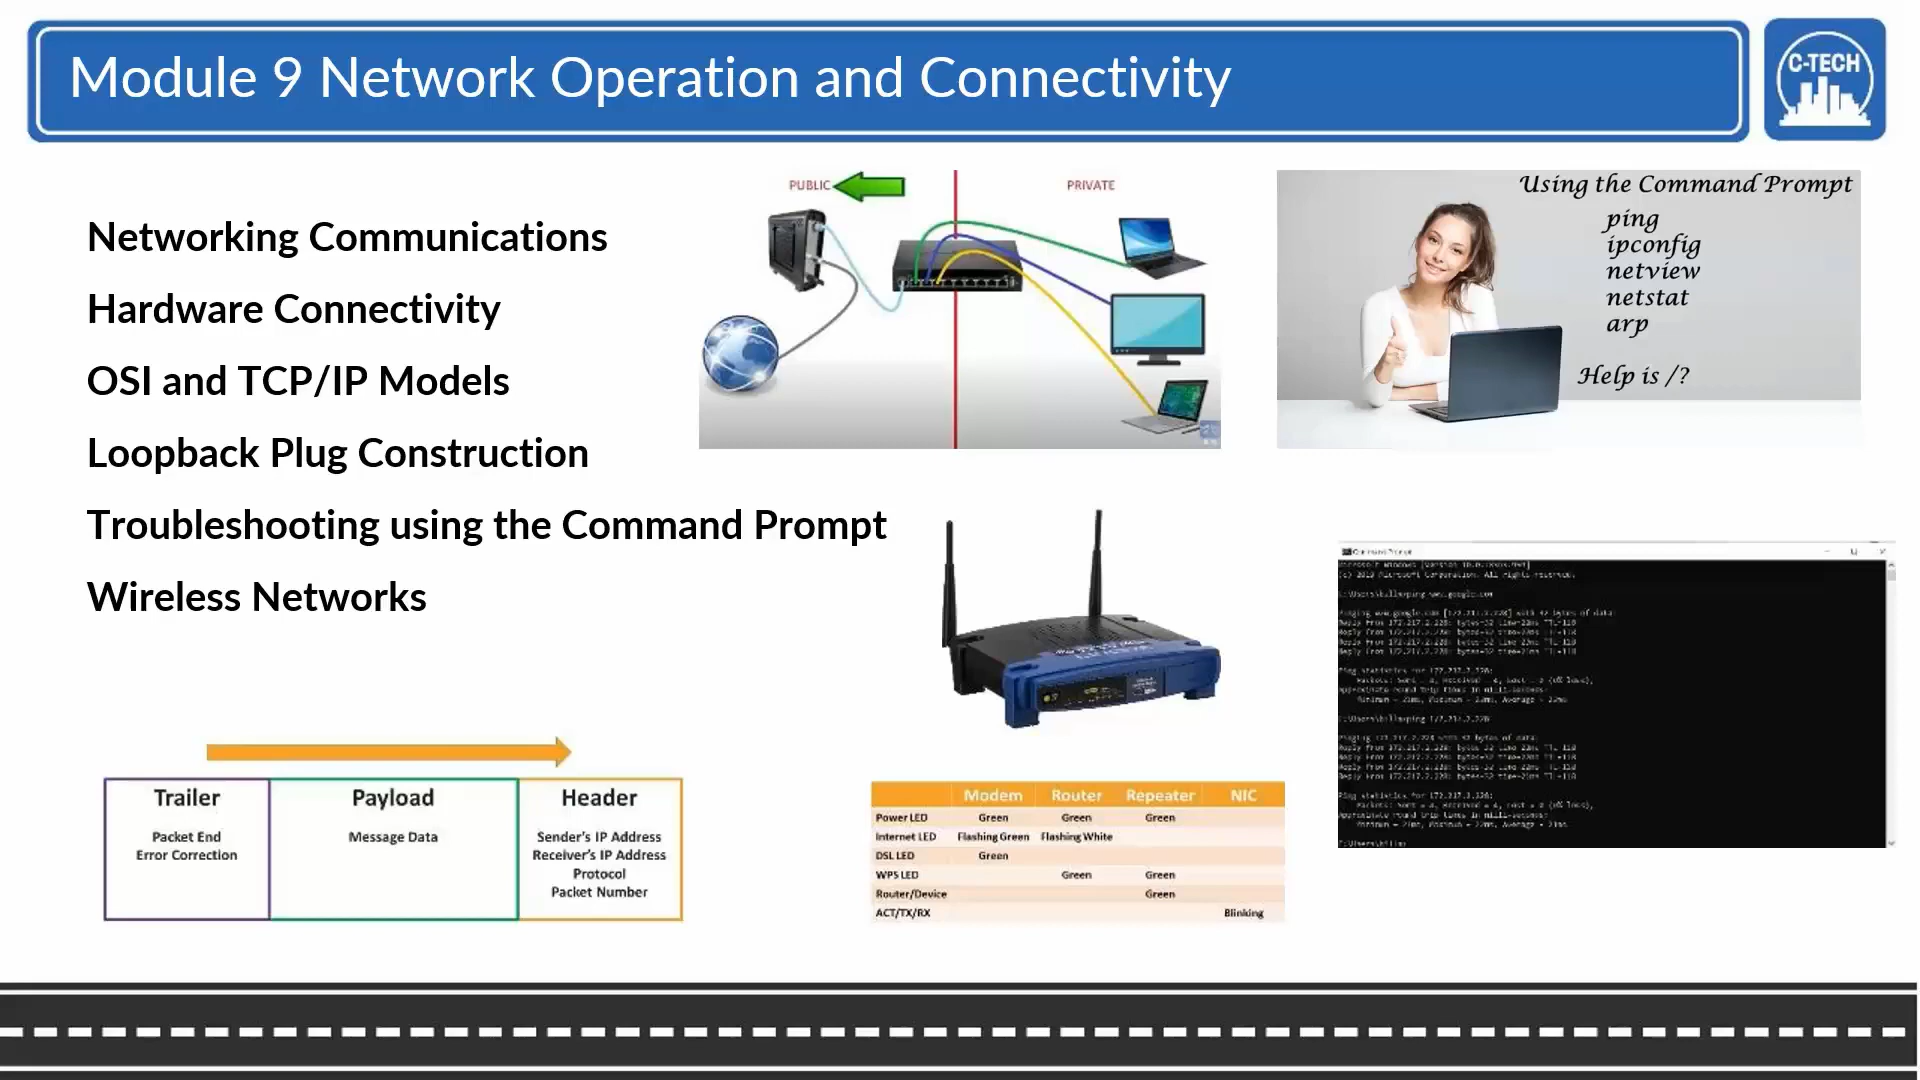 Module 9 Network Operation and Connectivity
C-TECH
Networking Communications
Hardware Connectivity
OSI and TCP/IP Models
Loopback Plug Construction
Troubleshooting using the Command Prompt
Wireless Networks
PUBLIC
PRIVATE
Using the Command Prompt
ping
ipconfig
netview
netstat
arp
Help is /?
Trailer
Packet End
Error Correction
Payload
Message Data
Header
Sender's IP Address
Receiver's IP Address
Protocol
Packet Number
Modem Router Repeater NIC
Power LED Green Green Green
Internet LED Flashing Green Flashing White
DSL LED Green
WPS LED Green Green
Router/Device Green
ACT/TX/RX Blinking
Command Prompt